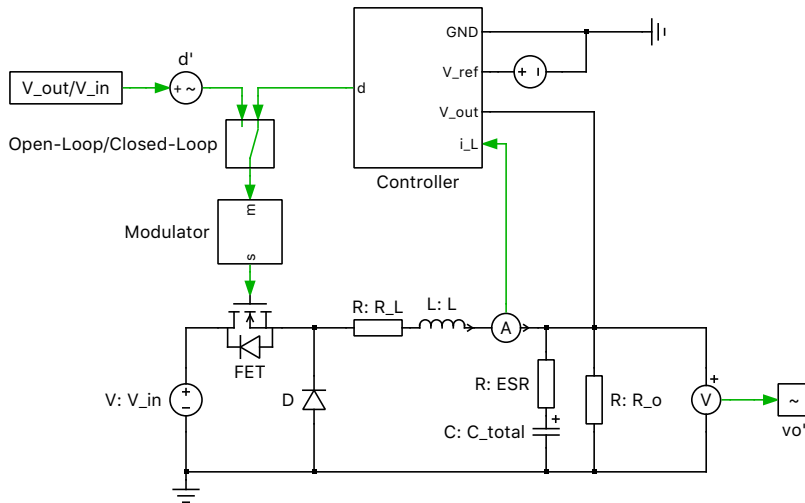 GND
d'
V_out/V_in
+ ~
V_ref
+ -
d
V_out
Open-Loop/Closed-Loop
i_L
Controller
m
Modulator
s
R: R_L
L: L
A
FET
R: ESR
+
V: V_in
+
-
D
R: R_o
V
~
+
C: C_total
vo'